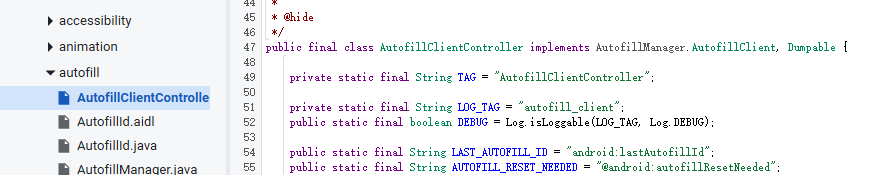 accessibility
animation
autofill
AutofillClientControlle
AutofillId.aidl
AutofillId.java
AutofillManager.java
44 *
45 * @hide
46 */
47 public final class AutofillClientController implements AutofillManager.AutofillClient, Dumpable {
48
49 private static final String TAG = "AutofillClientController";
50
51 private static final String LOG_TAG = "autofill_client";
52 public static final boolean DEBUG = Log.isLoggable(LOG_TAG, Log.DEBUG);
53
54 public static final String LAST_AUTOFILL_ID = "android:lastAutofillId";
55 public static final String AUTOFILL_RESET_NEEDED = "@android:autofillResetNeeded";